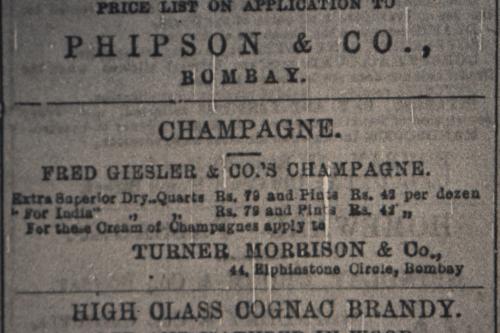 PRICE LIST ON APPLICATION TO
PHIPSON & CO.,
BOMBAY.
CHAMPAGNE.
FRED GIESLER & CO.'S CHAMPAGNE.
Extra Superior Dry..Quarts Rs. 79 and Pints Rs. 42 per dozen
"For India" „ „ Rs. 79 and Pints Rs. „
For these Cream of Champagnes apply to
TURNER MORRISON & Co.,
44, Elphinstone Circle, Bombay
HIGH CLASS COGNAC BRANDY.